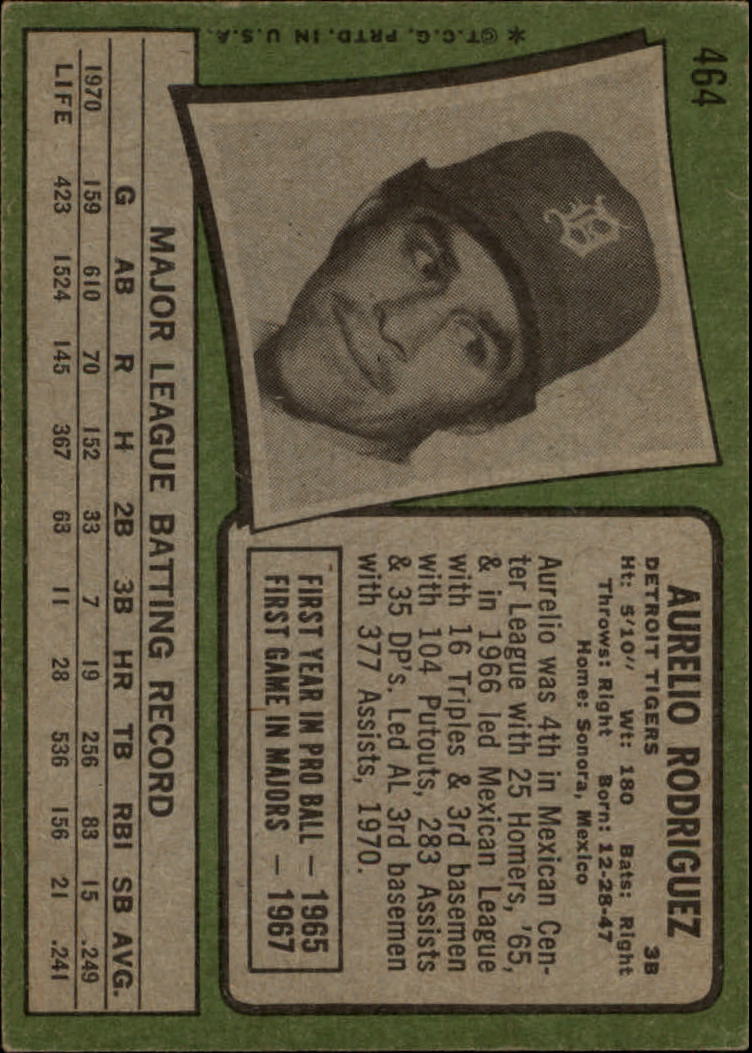 464
AURELIO RODRIGUEZ
DETROIT TIGERS 3B
Ht: 5'10" Wt: 180 Bats: Right
Throws: Right Born: 12-28-47
Home: Sonora, Mexico
Aurelio was 4th in Mexican Cen-
ter League with 25 Homers, '65,
& in 1966 led Mexican League
with 16 Triples & 3rd basemen
with 104 Putouts, 283 Assists
& 35 DP's. Led AL 3rd basemen
with 377 Assists, 1970.
FIRST YEAR IN PRO BALL — 1965
FIRST GAME IN MAJORS — 1967
MAJOR LEAGUE BATTING RECORD
G AB R H 2B 3B HR TB RBI SB AVG.
1970 159 610 70 152 33 7 19 256 83 15 .249
LIFE 423 1524 145 367 63 11 28 536 156 21 .241
* ©T.C.G. PRTD. IN U.S.A.
D